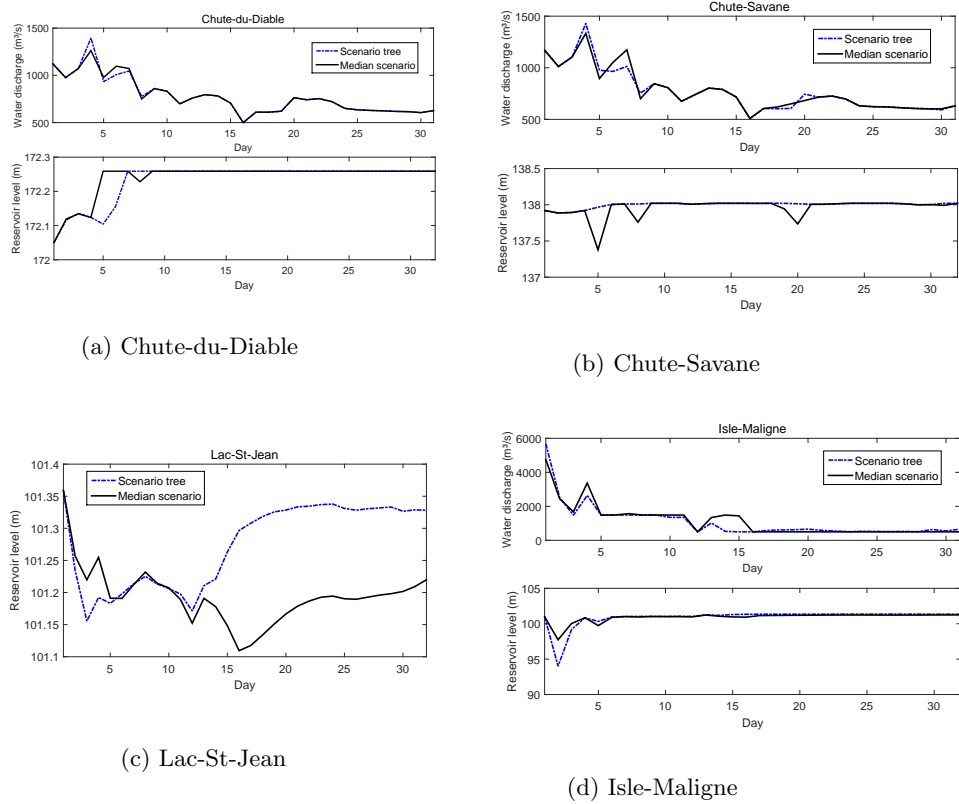 Chute-du-Diable
Water discharge (m³/s)
1500
1000
500
Scenario tree
Median scenario
5 10 15 20 25 30
Day
Reservoir level (m)
172.3
172.2
172.1
172
5 10 15 20 25 30
Day
(a) Chute-du-Diable
Chute-Savane
Water discharge (m³/s)
1500
1000
500
Scenario tree
Median scenario
5 10 15 20 25 30
Day
Reservoir level (m)
138.5
138
137.5
137
5 10 15 20 25 30
Day
(b) Chute-Savane
Lac-St-Jean
Reservoir level (m)
101.4
101.35
101.3
101.25
101.2
101.15
101.1
Scenario tree
Median scenario
5 10 15 20 25 30
Day
(c) Lac-St-Jean
Isle-Maligne
Water discharge (m³/s)
6000
4000
2000
0
Scenario tree
Median scenario
5 10 15 20 25 30
Day
Reservoir level (m)
105
100
95
90
5 10 15 20 25 30
Day
(d) Isle-Maligne